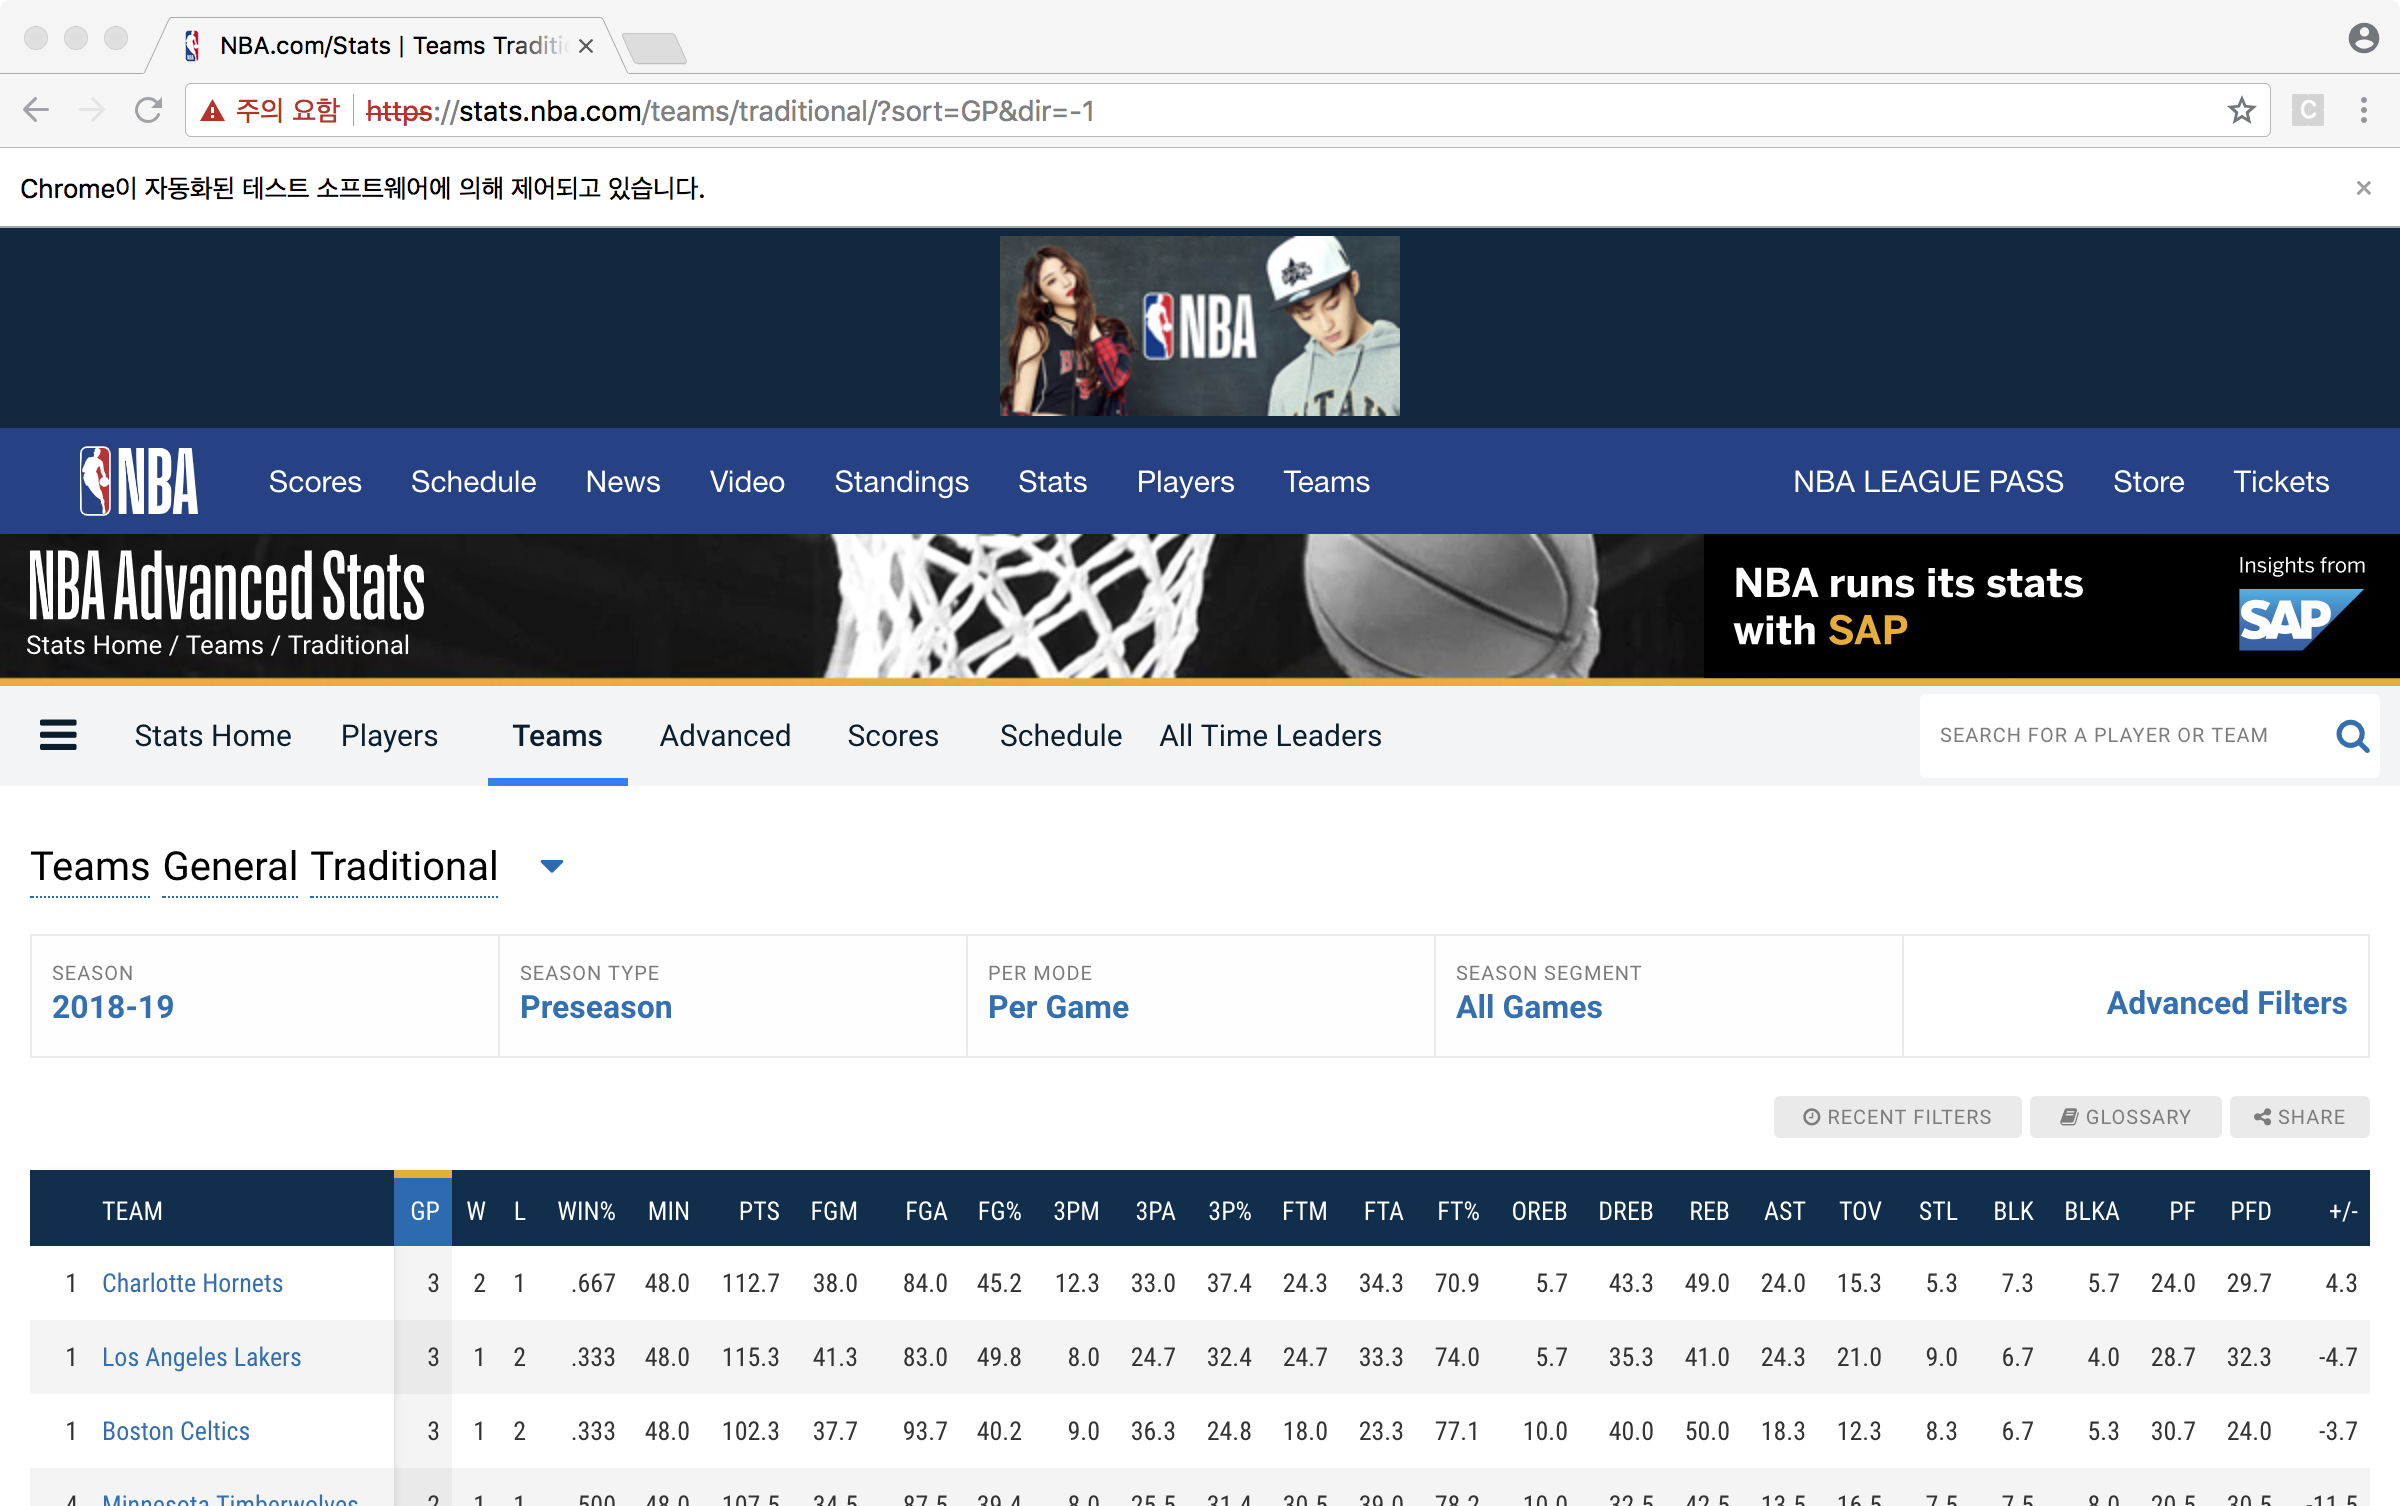 NBA.com/Stats | Teams Traditi
주의 요함 https://stats.nba.com/teams/traditional/?sort=GP&dir=-1
C
Chrome이 자동화된 테스트 소프트웨어에 의해 제어되고 있습니다.
NBA
NBA Scores Schedule News Video Standings Stats Players Teams NBA LEAGUE PASS Store Tickets
NBA Advanced Stats
Stats Home / Teams / Traditional
NBA runs its stats
with SAP
Insights from
SAP
Stats Home Players Teams Advanced Scores Schedule All Time Leaders SEARCH FOR A PLAYER OR TEAM
Teams General Traditional
SEASON SEASON TYPE PER MODE SEASON SEGMENT
2018-19 Preseason Per Game All Games Advanced Filters
RECENT FILTERS GLOSSARY SHARE
TEAM GP W L WIN% MIN PTS FGM FGA FG% 3PM 3PA 3P% FTM FTA FT% OREB DREB REB AST TOV STL BLK BLKA PF PFD +/-
1 Charlotte Hornets 3 2 1 .667 48.0 112.7 38.0 84.0 45.2 12.3 33.0 37.4 24.3 34.3 70.9 5.7 43.3 49.0 24.0 15.3 5.3 7.3 5.7 24.0 29.7 4.3
1 Los Angeles Lakers 3 1 2 .333 48.0 115.3 41.3 83.0 49.8 8.0 24.7 32.4 24.7 33.3 74.0 5.7 35.3 41.0 24.3 21.0 9.0 6.7 4.0 28.7 32.3 -4.7
1 Boston Celtics 3 1 2 .333 48.0 102.3 37.7 93.7 40.2 9.0 36.3 24.8 18.0 23.3 77.1 10.0 40.0 50.0 18.3 12.3 8.3 6.7 5.3 30.7 24.0 -3.7
4 Minnesota Timberwolves 2 1 1 .500 48.0 107.5 34.5 87.5 39.4 8.0 25.5 31.4 30.5 39.0 78.2 10.0 32.5 42.5 13.5 16.5 7.5 7.5 8.0 20.5 30.5 -11.5